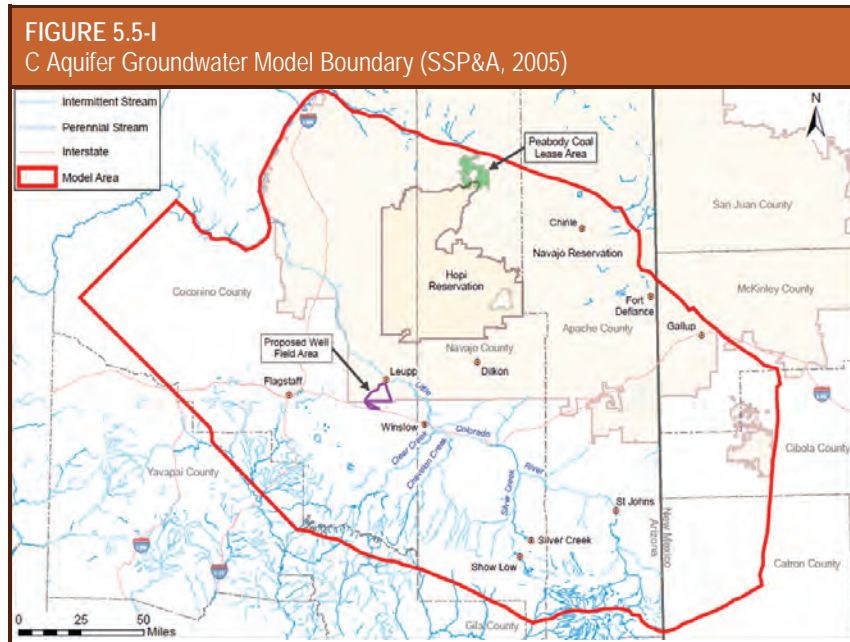 FIGURE 5.5-I
C Aquifer Groundwater Model Boundary (SSP&A, 2005)
Intermittent Stream
Perennial Stream
Interstate
Model Area
N
Peabody Coal
Lease Area
San Juan County
Chinle
Navajo Reservation
Coconino County
Hopi
Reservation
McKinley County
Fort
Defiance
Apache County
Gallup
Proposed Well
Field Area
Navajo County
Leupp
Dilkon
Flagstaff
Little
Winslow
Colorado
Clear Creek
Chevelon Creek
Cibola County
Yavapai County
River
Silver Creek
St Johns
New Mexico
Arizona
Silver Creek
Catron County
Show Low
0 25 50
Miles
Gila County